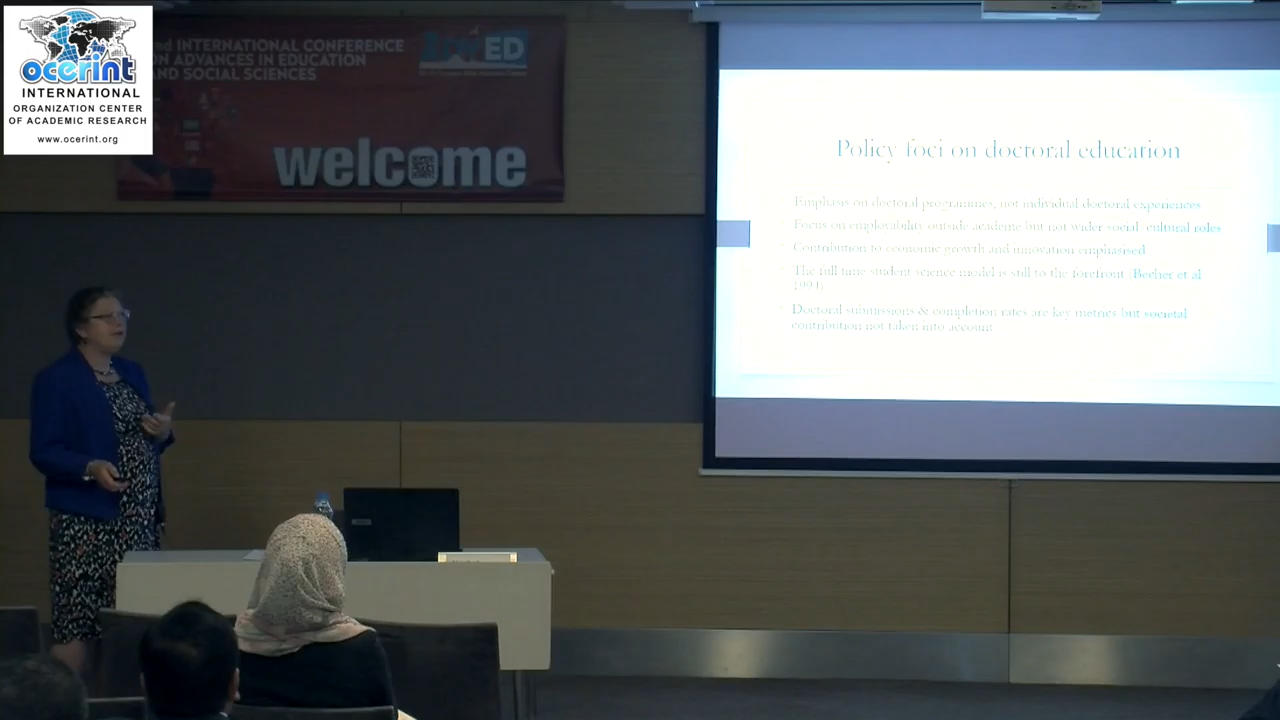 ocerint
INTERNATIONAL
ORGANIZATION CENTER
OF ACADEMIC RESEARCH
www.ocerint.org
INTERNATIONAL CONFERENCE
ON ADVANCES IN EDUCATION
AND SOCIAL SCIENCES
ED
welcome
Policy foci on doctoral education
Emphasis on doctoral programmes, not individual doctoral experiences
Focus on employability outside academe but not wider social cultural roles
Contribution to economic growth and innovation emphasised
The full time student science model is still to the forefront (Becher et al
1994)
Doctoral submissions & completion rates are key metrics but societal
contribution not taken into account